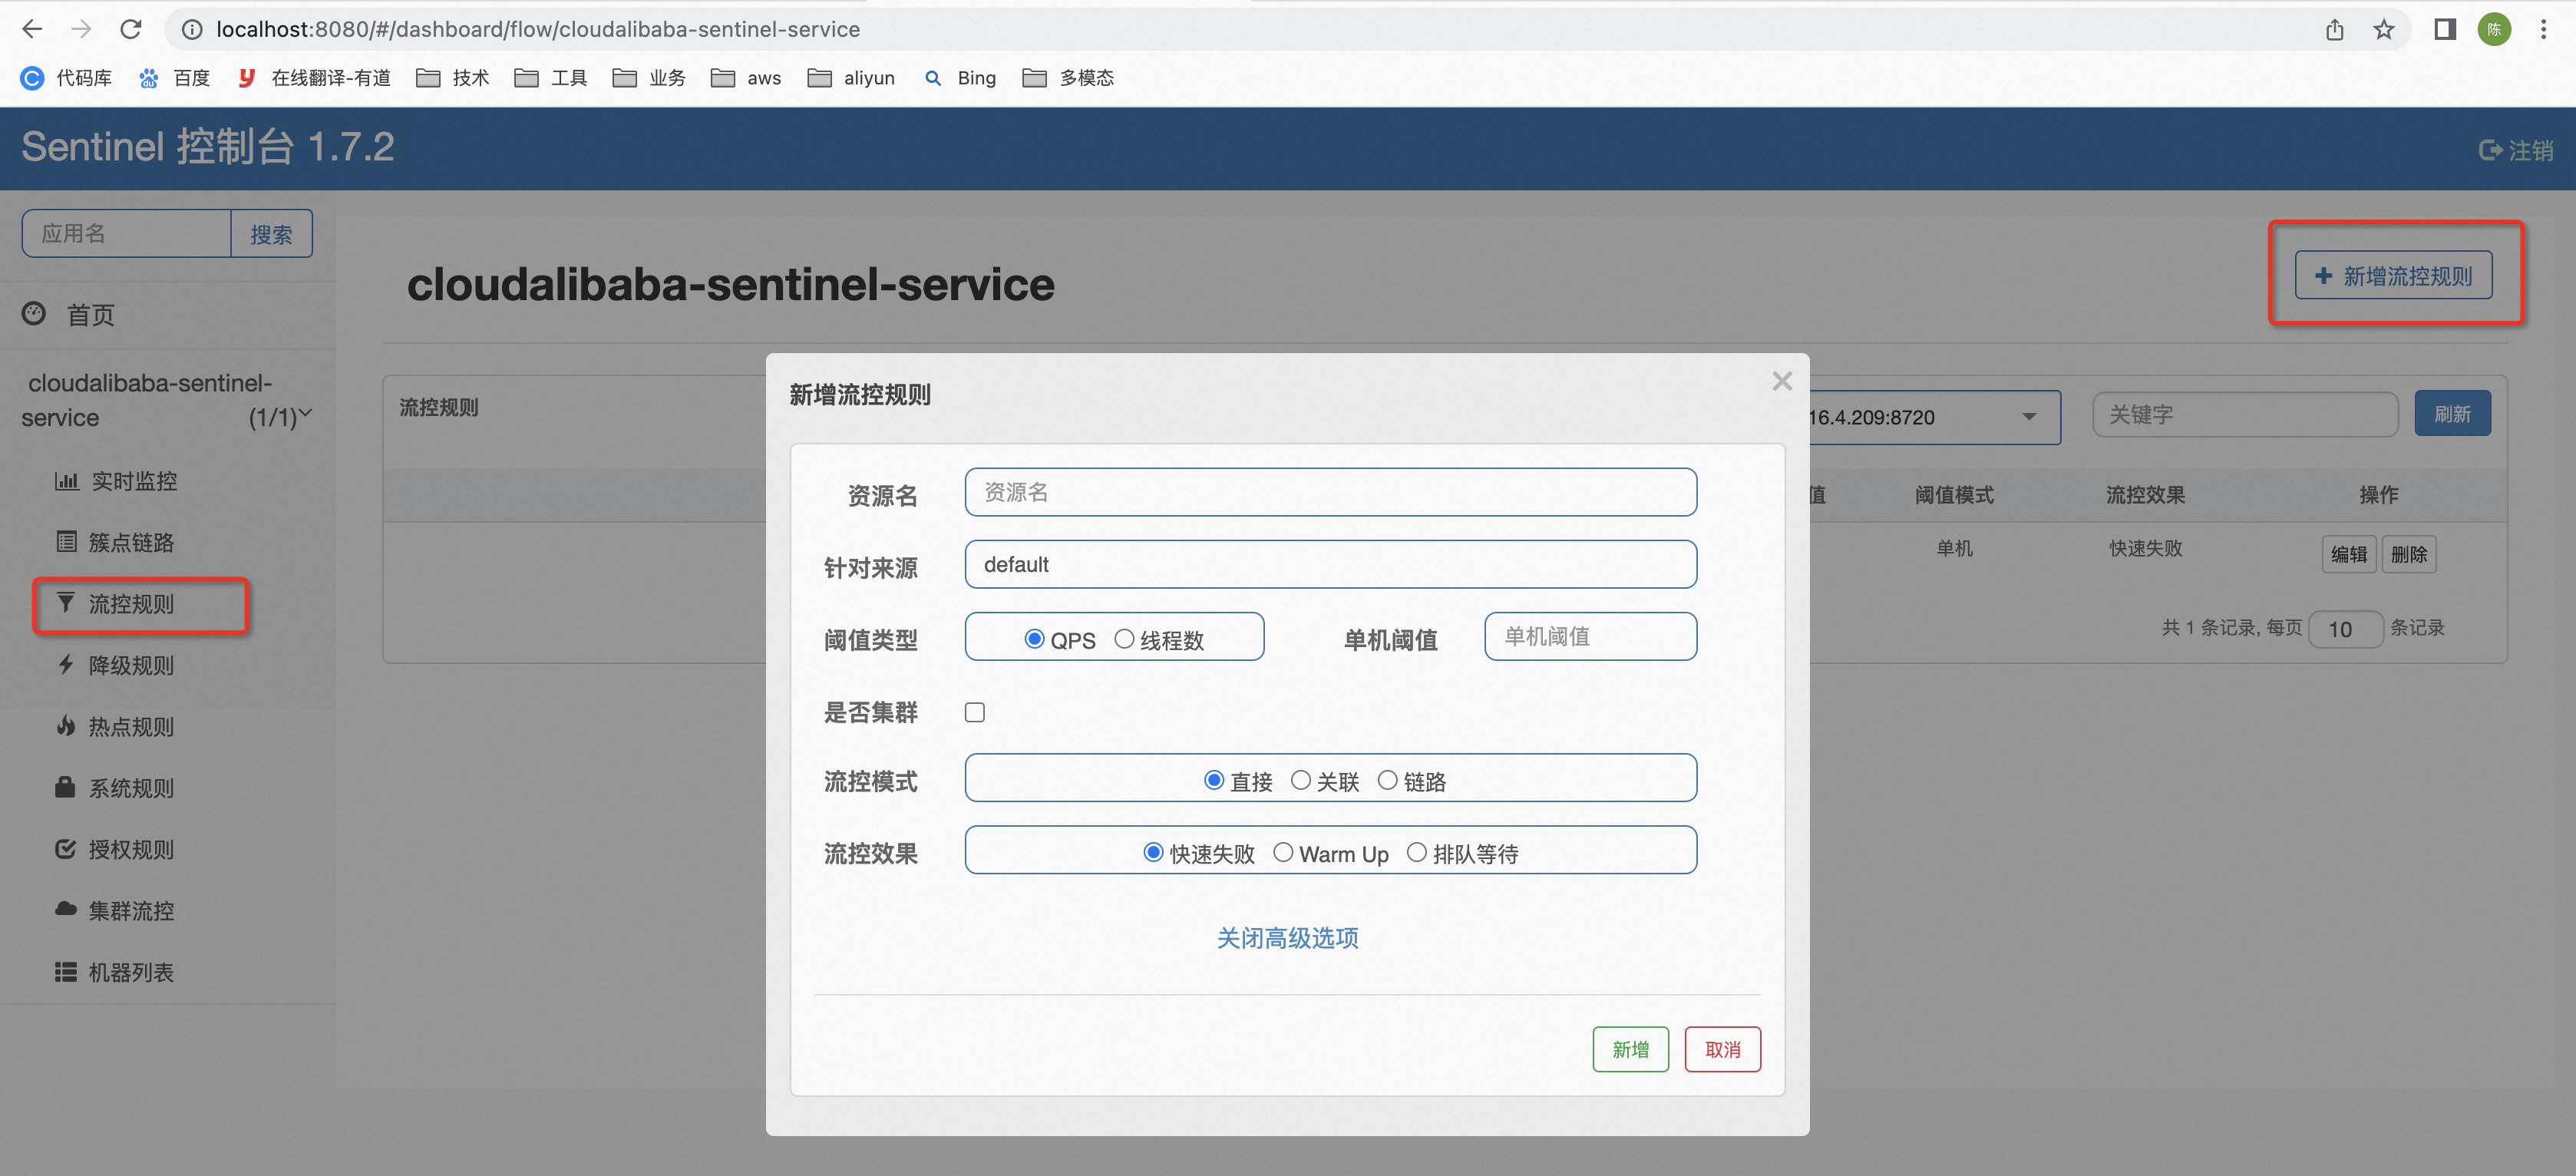 localhost:8080/#/dashboard/flow/cloudalibaba-sentinel-service
陈
代码库 百度 在线翻译-有道 技术 工具 业务 aws aliyun Bing 多模态
Sentinel 控制台 1.7.2
注销
应用名 搜索
首页
cloudalibaba-sentinel-
service (1/1)
实时监控
簇点链路
流控规则
降级规则
热点规则
系统规则
授权规则
集群流控
机器列表
cloudalibaba-sentinel-service
新增流控规则
流控规则
16.4.209:8720 关键字 刷新
值 阈值模式 流控效果 操作
单机 快速失败 编辑 删除
共 1 条记录, 每页 10 条记录
新增流控规则 ×
资源名 资源名
针对来源 default
阈值类型 QPS 线程数 单机阈值 单机阈值
是否集群
流控模式 直接 关联 链路
流控效果 快速失败 Warm Up 排队等待
关闭高级选项
新增 取消